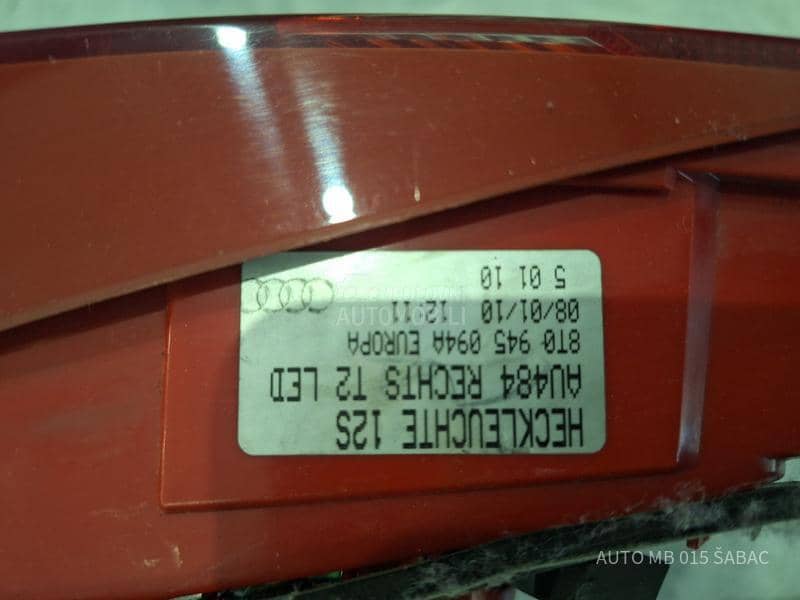 HECKLEUCHTE 12S
AU484 RECHTS T2 LED
8T0 945 094A EUROPA
08/01/10 12:11
5 01 10
AUTO MB 015 ŠABAC